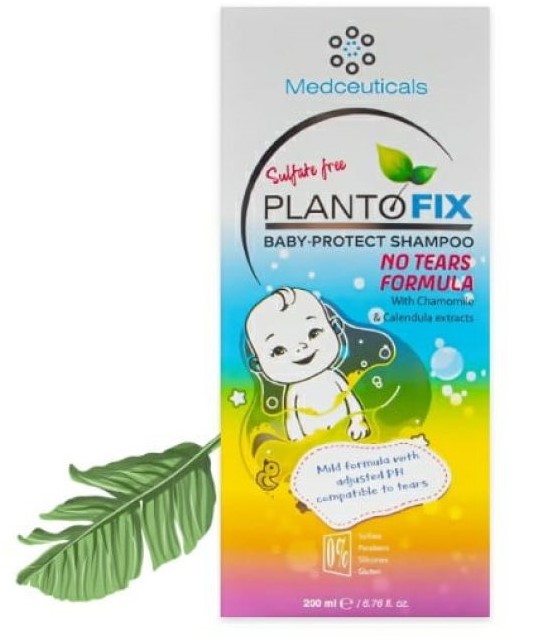 Medceuticals
Sulfate free
PLANTOFIX
BABY-PROTECT SHAMPOO
NO TEARS
FORMULA
With Chamomile
& Calendula extracts
Mild formula with
adjusted PH
compatible to tears
0%
Sulfate
Parabens
Silicones
Gluten
200 ml e / 6.76 fl. oz.